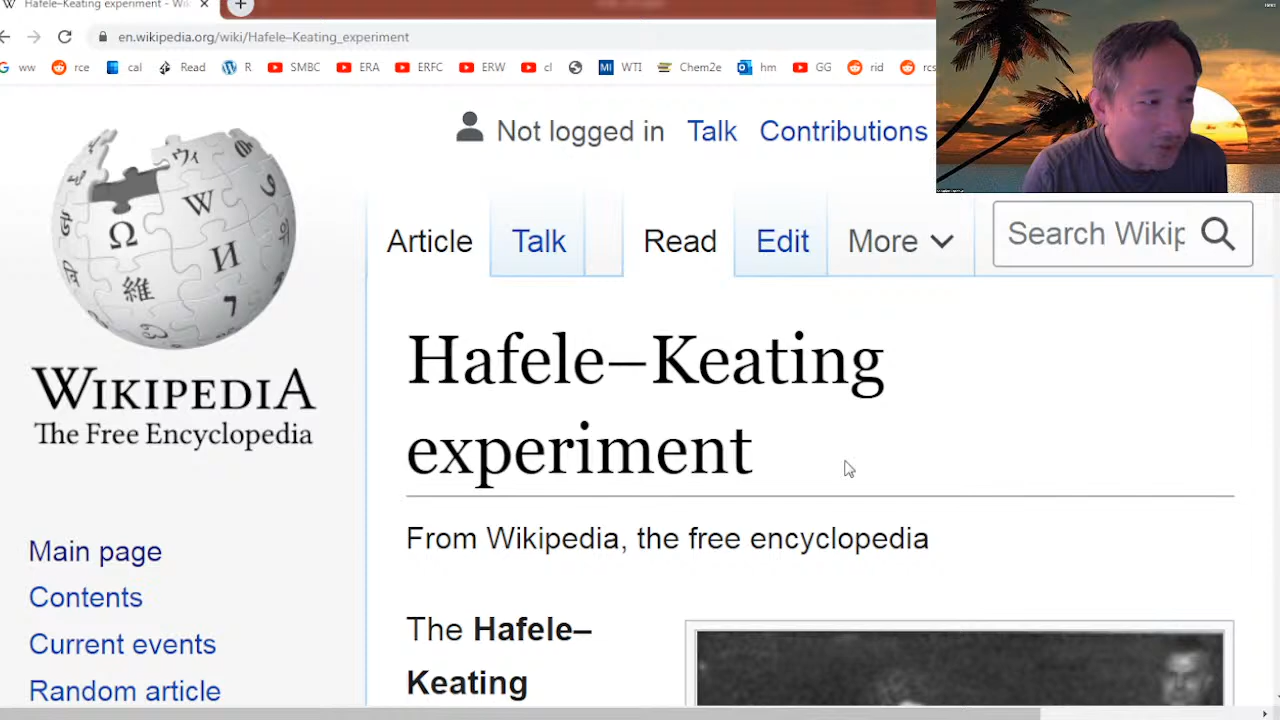 Hafele–Keating experiment - Wiki
en.wikipedia.org/wiki/Hafele–Keating_experiment
ww rce cal Read R SMBC ERA ERFC ERW cl WTI Chem2e hm GG rid rcs
Not logged in Talk Contributions
Article Talk Read Edit More Search Wikip
WIKIPEDIA
The Free Encyclopedia
Hafele–Keating
experiment
From Wikipedia, the free encyclopedia
Main page
Contents
Current events
Random article
The Hafele–
Keating